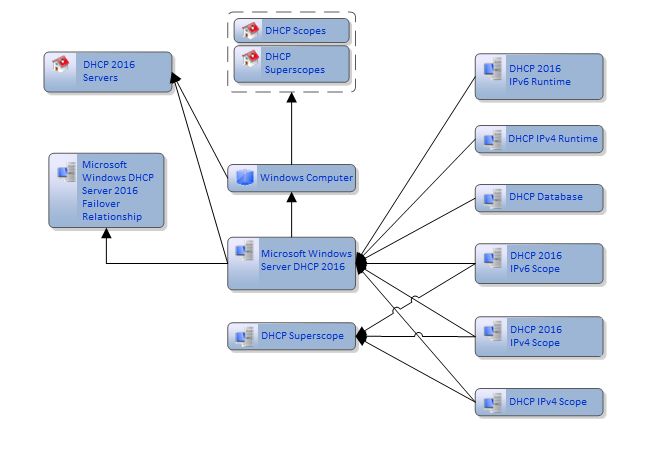 DHCP Scopes
DHCP
Superscopes
DHCP 2016
Servers
DHCP 2016
IPv6 Runtime
DHCP IPv4 Runtime
Microsoft
Windows DHCP
Server 2016
Failover
Relationship
Windows Computer
DHCP Database
Microsoft Windows
Server DHCP 2016
DHCP 2016
IPv6 Scope
DHCP Superscope
DHCP 2016
IPv4 Scope
DHCP IPv4 Scope